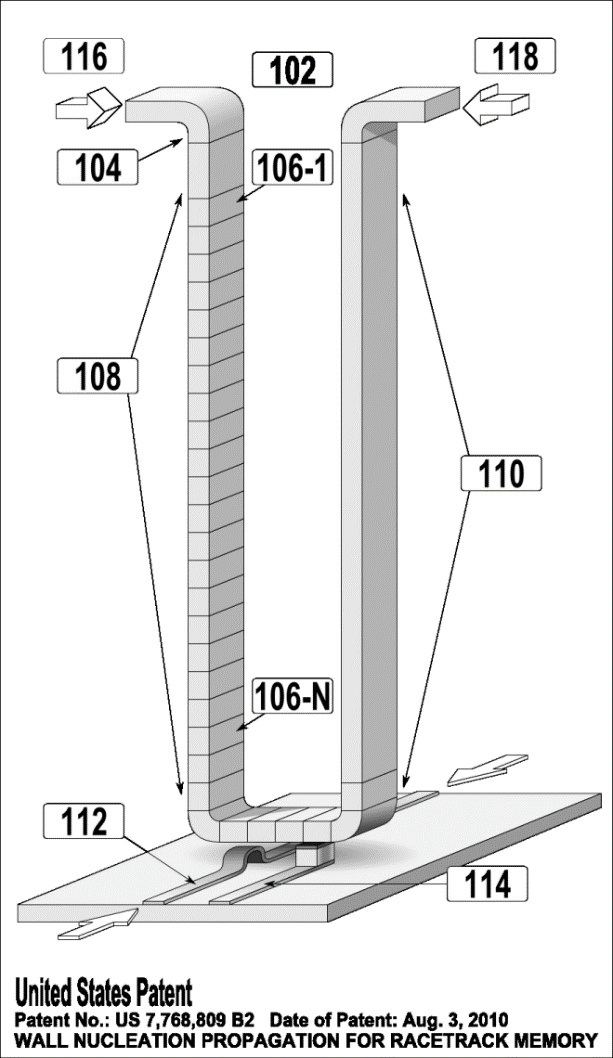 116
102
118
104
106-1
108
110
106-N
112
114
United States Patent
Patent No.: US 7,768,809 B2 Date of Patent: Aug. 3, 2010
WALL NUCLEATION PROPAGATION FOR RACETRACK MEMORY